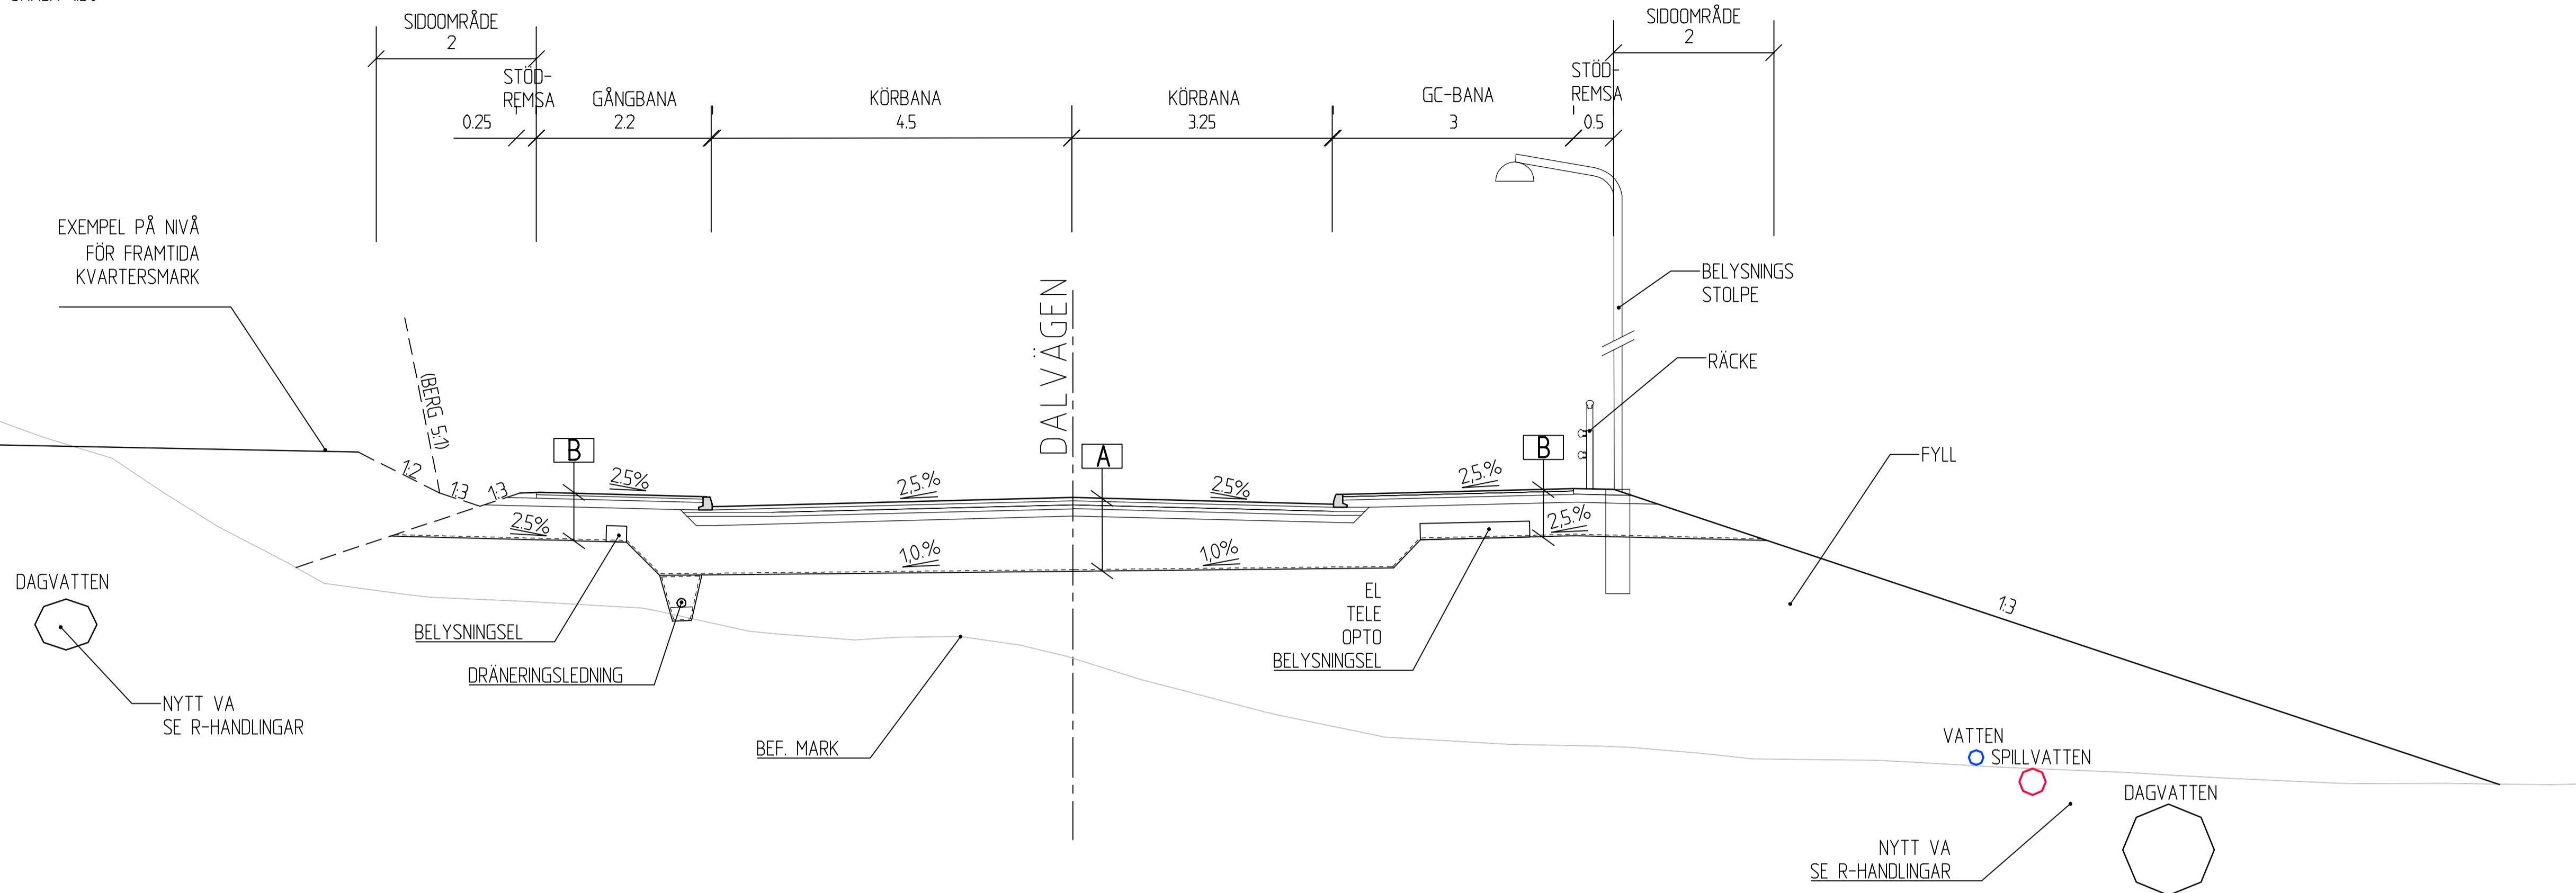 SIDOOMRÅDE
2
SIDOOMRÅDE
2
STÖD-
REMSA
0.25
GÅNGBANA
2.2
KÖRBANA
4.5
KÖRBANA
3.25
GC-BANA
3
STÖD-
REMSA
0.5
EXEMPEL PÅ NIVÅ
FÖR FRAMTIDA
KVARTERSMARK
(BERG 5:1)
DALVÄGEN
BELYSNINGS
STOLPE
RÄCKE
FYLL
1:2
1:3
1:3
B
2.5%
2,5.%
A
2.5%
2,5.%
B
2.5%
1,0.%
1,0%
2,5.%
1:3
DAGVATTEN
NYTT VA
SE R-HANDLINGAR
BELYSNINGSEL
DRÄNERINGSLEDNING
BEF. MARK
EL
TELE
OPTO
BELYSNINGSEL
VATTEN
SPILLVATTEN
DAGVATTEN
NYTT VA
SE R-HANDLINGAR